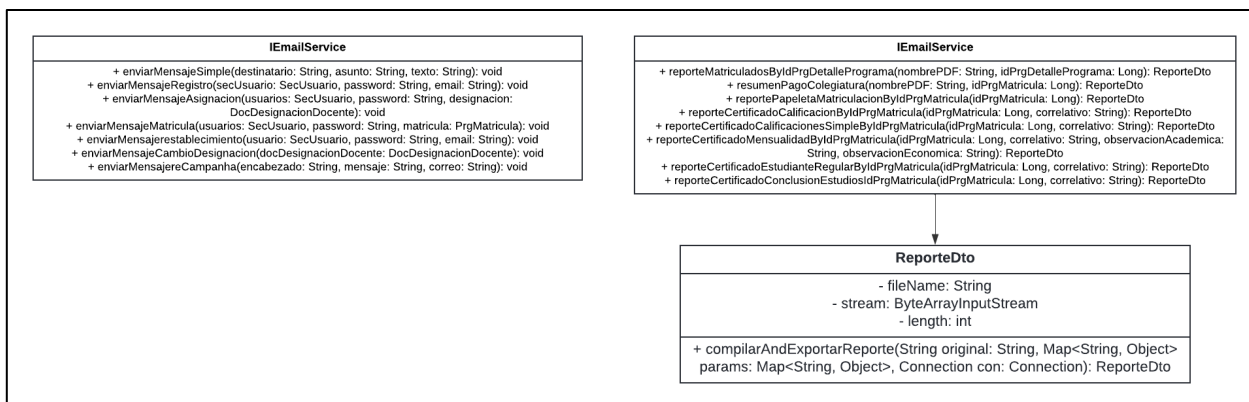 IEmailService
+ enviarMensajeSimple(destinatario: String, asunto: String, texto: String): void
+ enviarMensajeRegistro(secUsuario: SecUsuario, password: String, email: String): void
+ enviarMensajeAsignacion(usuarios: SecUsuario, password: String, designacion:
DocDesignacionDocente): void
+ enviarMensajeMatricula(usuarios: SecUsuario, password: String, matricula: PrgMatricula): void
+ enviarMensajerestablecimiento(usuario: SecUsuario, password: String, email: String): void
+ enviarMensajeCambioDesignacion(docDesignacionDocente: DocDesignacionDocente): void
+ enviarMensajereCampanha(encabezado: String, mensaje: String, correo: String): void
IEmailService
+ reporteMatriculadosByIdPrgDetallePrograma(nombrePDF: String, idPrgDetallePrograma: Long): ReporteDto
+ resumenPagoColegiatura(nombrePDF: String, idPrgMatricula: Long): ReporteDto
+ reportePapeletaMatriculacionByIdPrgMatricula(idPrgMatricula: Long): ReporteDto
+ reporteCertificadoCalificacionByIdPrgMatricula(idPrgMatricula: Long, correlativo: String): ReporteDto
+ reporteCertificadoCalificacionesSimpleByIdPrgMatricula(idPrgMatricula: Long, correlativo: String): ReporteDto
+ reporteCertificadoMensualidadByIdPrgMatricula(idPrgMatricula: Long, correlativo: String, observacionAcademica:
String, observacionEconomica: String): ReporteDto
+ reporteCertificadoEstudianteRegularByIdPrgMatricula(idPrgMatricula: Long, correlativo: String): ReporteDto
+ reporteCertificadoConclusionEstudiosIdPrgMatricula(idPrgMatricula: Long, correlativo: String): ReporteDto
ReporteDto
- fileName: String
- stream: ByteArrayInputStream
- length: int
+ compilarAndExportarReporte(String original: String, Map<String, Object>
params: Map<String, Object>, Connection con: Connection): ReporteDto